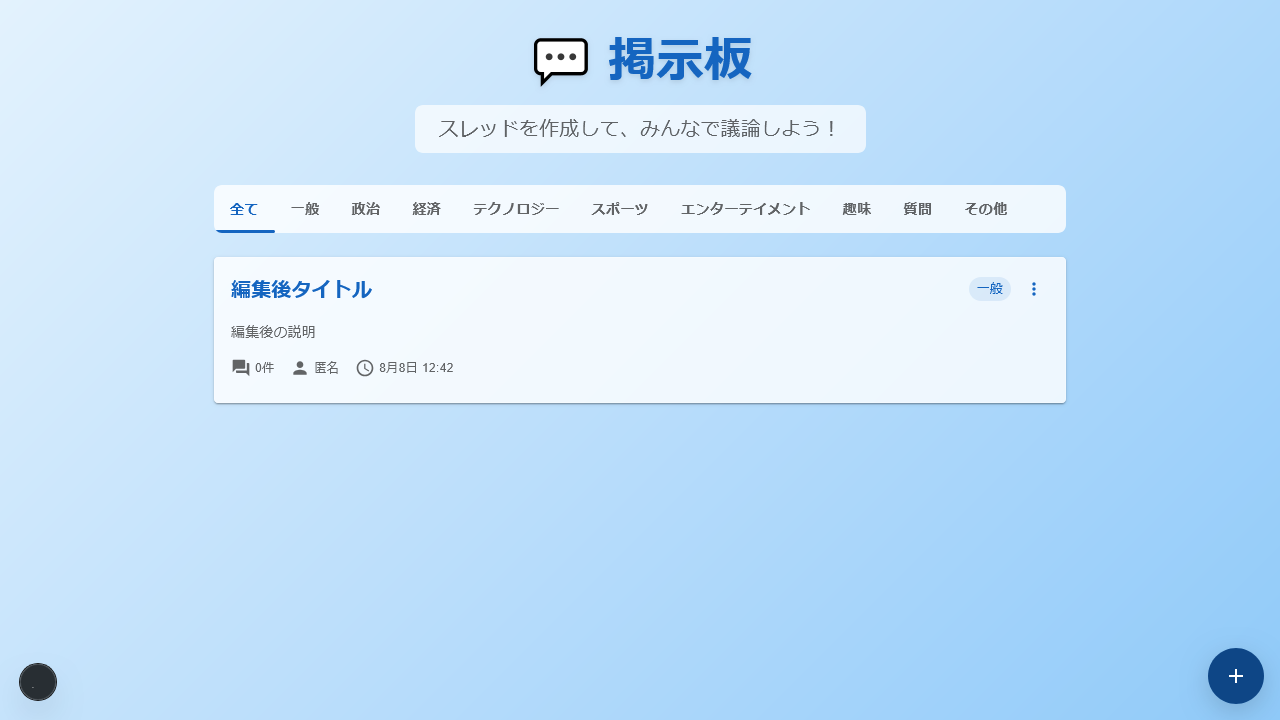 掲示板
スレッドを作成して、みんなで議論しよう！
全て 一般 政治 経済 テクノロジー スポーツ エンターテイメント 趣味 質問 その他
編集後タイトル 一般
編集後の説明
0件 匿名 8月8日 12:42